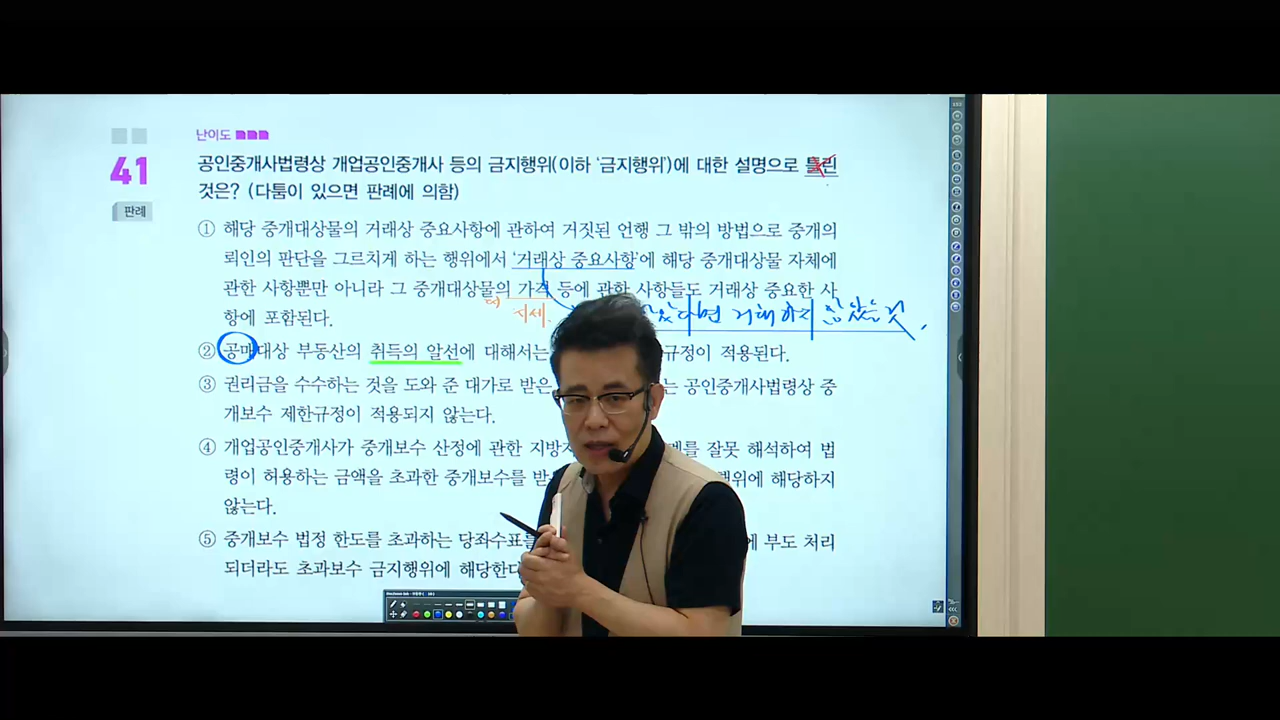 난이도
41
공인중개사법령상 개업공인중개사 등의 금지행위(이하 '금지행위')에 대한 설명으로 틀린
것은? (다툼이 있으면 판례에 의함)
판례
① 해당 중개대상물의 거래상 중요사항에 관하여 거짓된 언행 그 밖의 방법으로 중개의
뢰인의 판단을 그르치게 하는 행위에서 '거래상 중요사항'에 해당 중개대상물 자체에
관한 사항뿐만 아니라 그 중개대상물의 가격 등에 관한 사항들도 거래상 중요한 사
항에 포함된다.
시세.
다면 거래하지
② 공매대상 부동산의 취득의 알선에 대해서는 규정이 적용된다.
③ 권리금을 수수하는 것을 도와 준 대가로 받은 는 공인중개사법령상 중
개보수 제한규정이 적용되지 않는다.
④ 개업공인중개사가 중개보수 산정에 관한 지방 를 잘못 해석하여 법
령이 허용하는 금액을 초과한 중개보수를 받 행위에 해당하지
않는다.
⑤ 중개보수 법정 한도를 초과하는 당좌수표를 에 부도 처리
되더라도 초과보수 금지행위에 해당한다